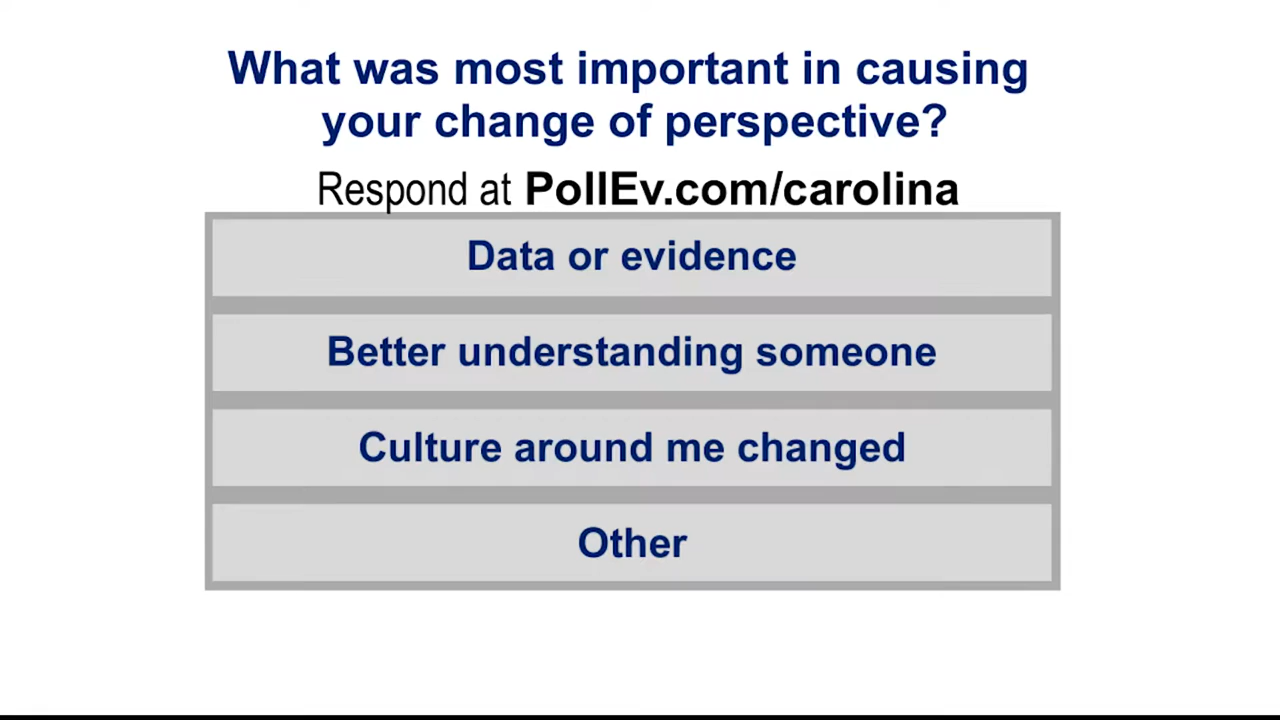 What was most important in causing
your change of perspective?
Respond at PollEv.com/carolina
Data or evidence
Better understanding someone
Culture around me changed
Other